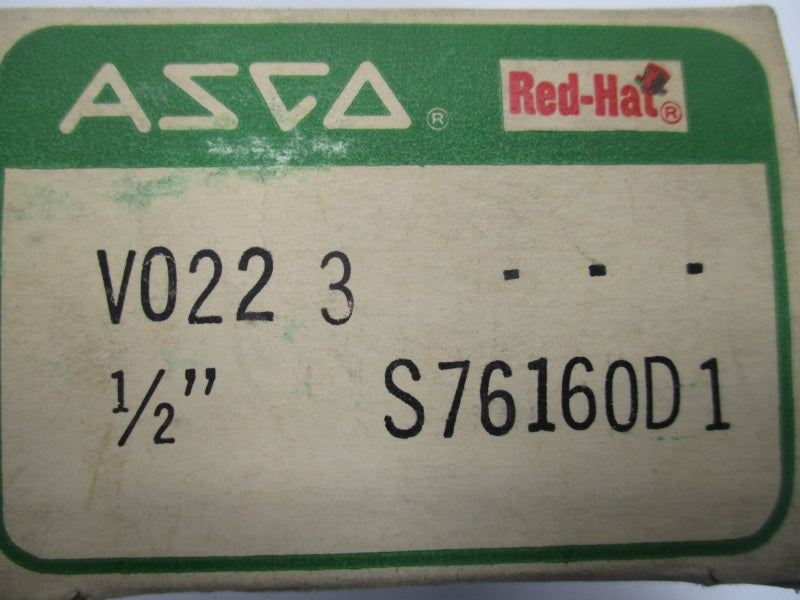 ASCO®
Red-Hat®
V022 3 - - -
1/2" S76160D1